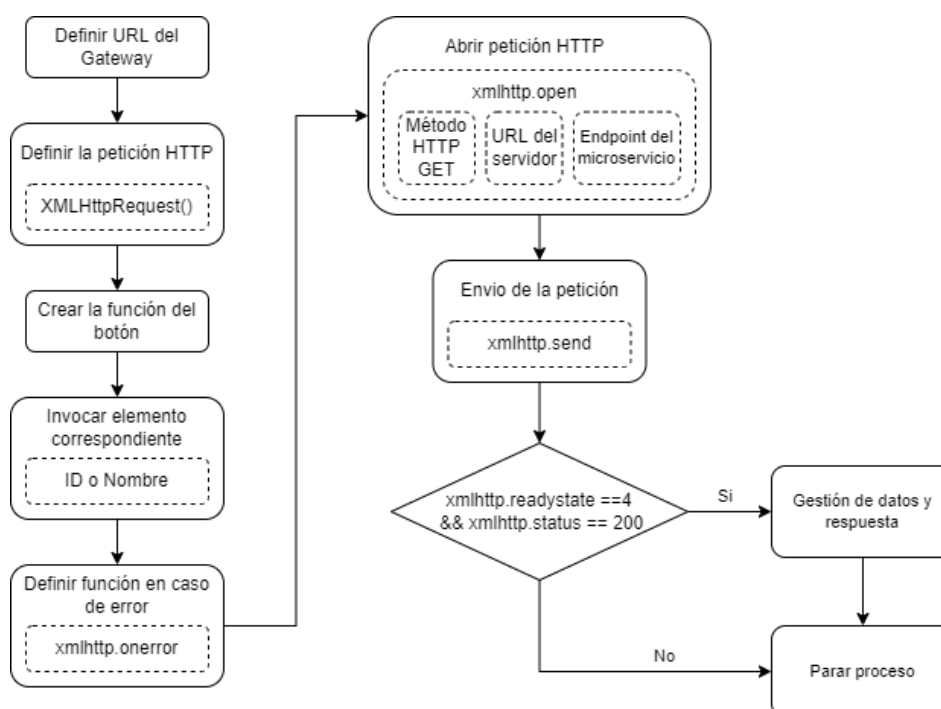 Definir URL del
Gateway
Definir la petición HTTP
XMLHttpRequest()
Crear la función del
botón
Invocar elemento
correspondiente
ID o Nombre
Definir función en caso
de error
xmlhttp.onerror
Abrir petición HTTP
xmlhttp.open
Método
HTTP
GET
URL del
servidor
Endpoint del
microservicio
Envio de la petición
xmlhttp.send
xmlhttp.readystate ==4
&& xmlhttp.status == 200
Si
Gestión de datos y
respuesta
No
Parar proceso